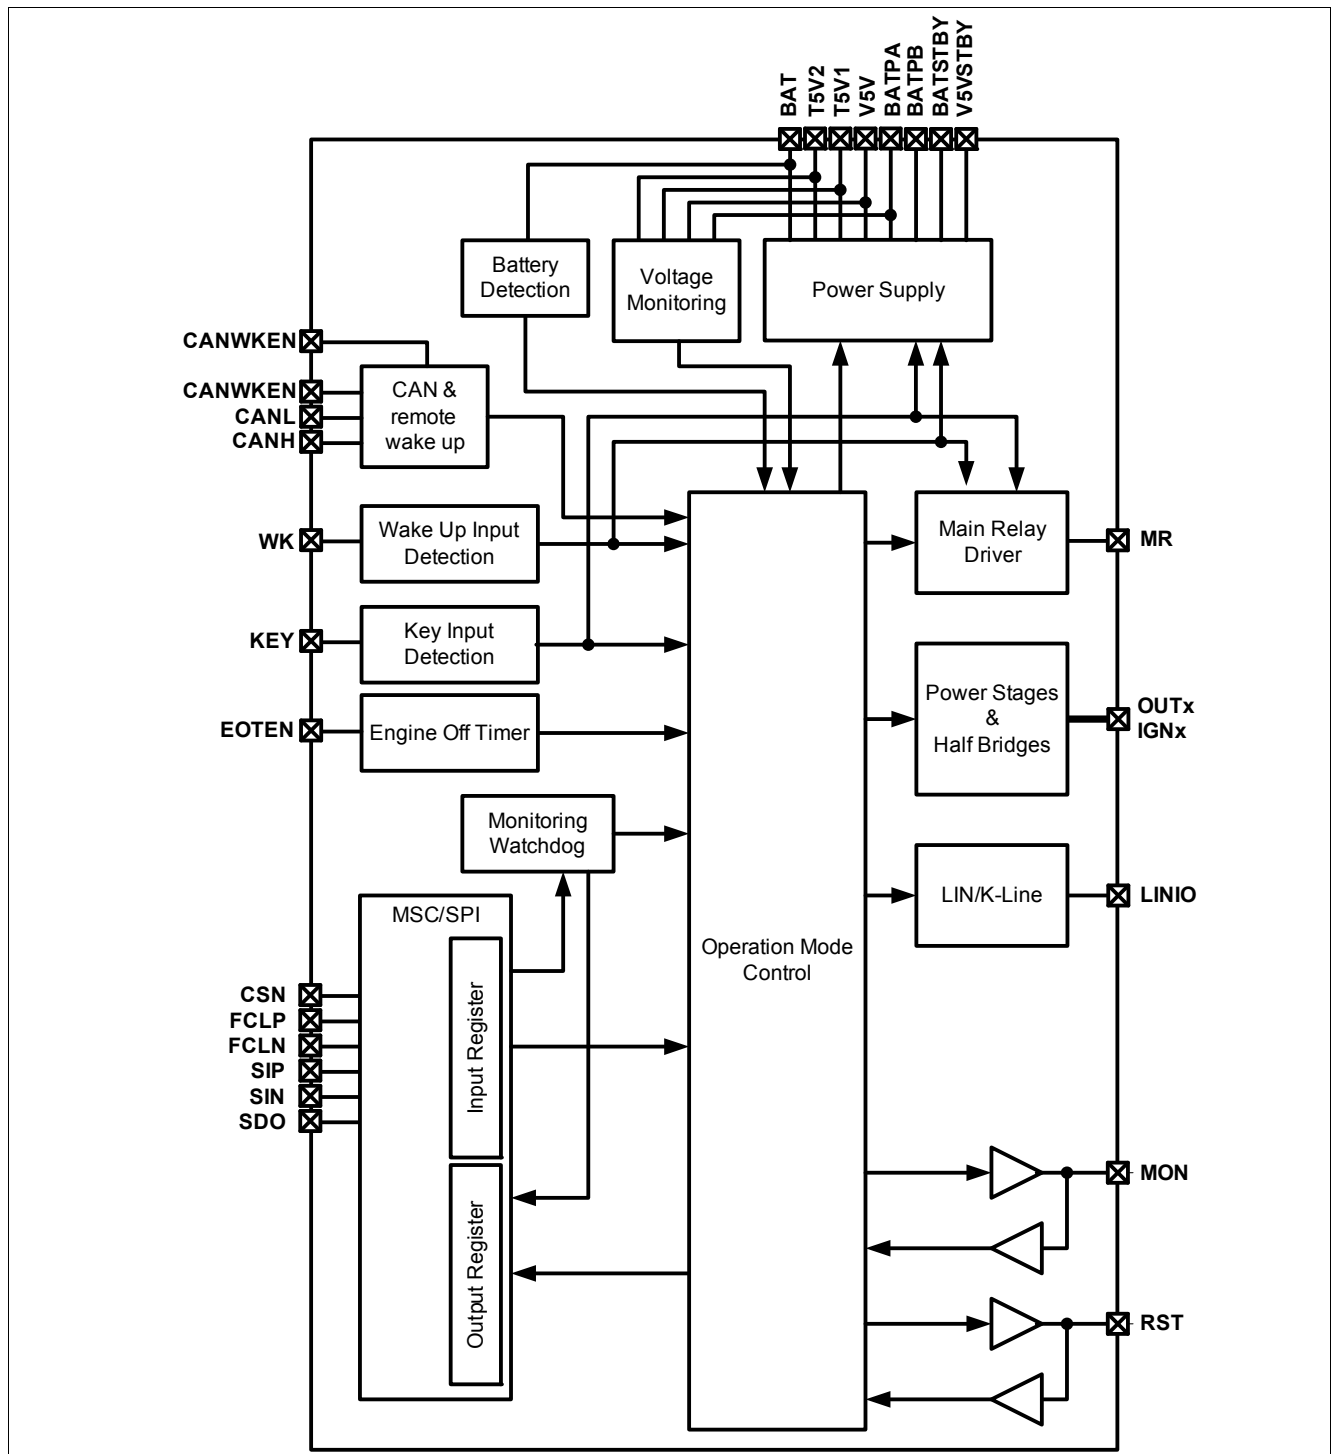 BAT
T5V2
T5V1
V5V
BATPA
BATPB
BATSTBY
V5VSTBY
Battery
Detection
Voltage
Monitoring
Power Supply
CANWKEN
CANWKEN
CANL
CANH
CAN &
remote
wake up
WK
Wake Up Input
Detection
Main Relay
Driver
MR
KEY
Key Input
Detection
Power Stages
&
Half Bridges
OUTx
IGNx
EOTEN
Engine Off Timer
Monitoring
Watchdog
MSC/SPI
LIN/K-Line
LINIO
Operation Mode
Control
Input Register
CSN
FCLP
FCLN
SIP
SIN
SDO
Output Register
MON
RST